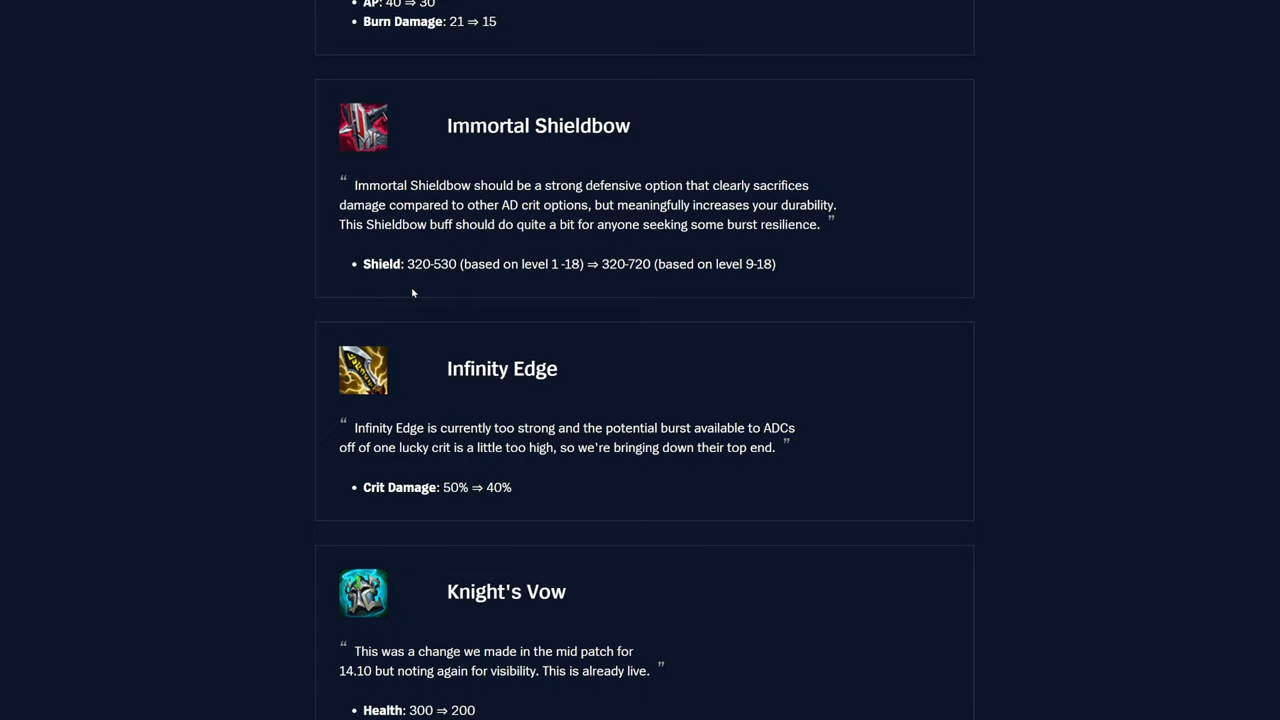 • AP: 40 ⇒ 30
• Burn Damage: 21 ⇒ 15
Immortal Shieldbow
“ Immortal Shieldbow should be a strong defensive option that clearly sacrifices
damage compared to other AD crit options, but meaningfully increases your durability.
This Shieldbow buff should do quite a bit for anyone seeking some burst resilience. ”
• Shield: 320-530 (based on level 1 -18) ⇒ 320-720 (based on level 9-18)
Infinity Edge
“ Infinity Edge is currently too strong and the potential burst available to ADCs
off of one lucky crit is a little too high, so we're bringing down their top end. ”
• Crit Damage: 50% ⇒ 40%
Knight's Vow
“ This was a change we made in the mid patch for
14.10 but noting again for visibility. This is already live. ”
• Health: 300 ⇒ 200